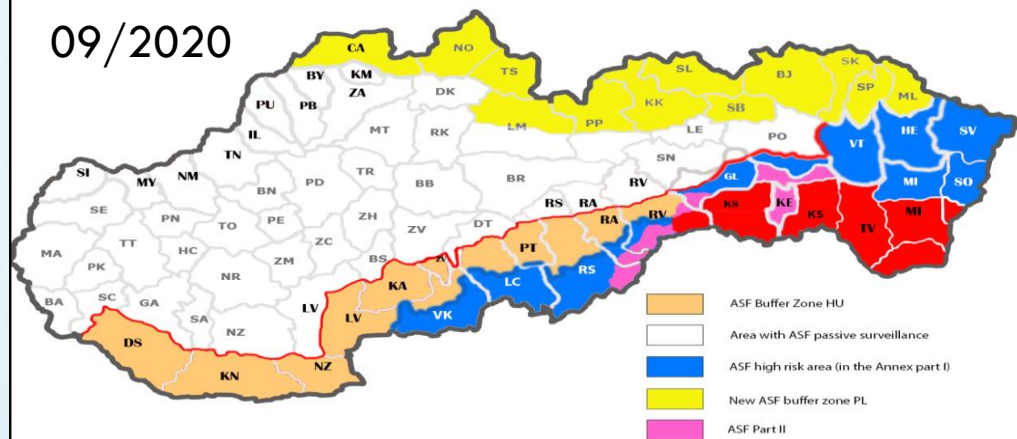 09/2020
CA
NO
TS
BY
KM
ZA
PU
PB
DK
IL
MT
RK
LM
PP
KK
SL
SB
BJ
SK
SP
ML
LE
PO
VT
HE
SV
MI
SO
SI
MY
NM
TN
BN
PD
TR
BB
BR
SN
RV
GL
KS
KE
KS
TV
MI
SE
PN
TO
PE
ZH
RS
RA
RA
RV
MA
TT
HC
ZC
ZV
DT
PT
RS
PK
NR
ZM
BS
ZV
KA
LC
BA
SC
GA
SA
NZ
LV
LV
VK
DS
KN
NZ
ASF Buffer Zone HU
Area with ASF passive surveillance
ASF high risk area (in the Annex part I)
New ASF buffer zone PL
ASF Part II